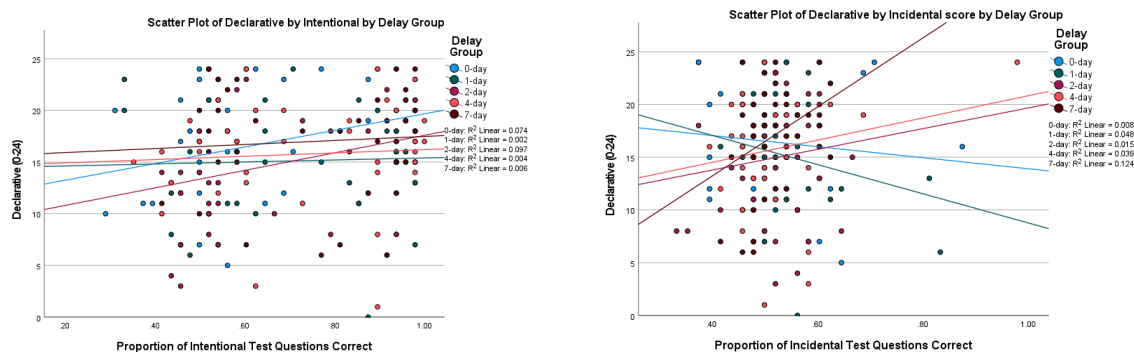 Scatter Plot of Declarative by Intentional by Delay Group
Declarative (0-24)
25
20
15
10
5
0
.20
.40
.60
.80
1.00
Proportion of Intentional Test Questions Correct
Delay
Group
0-day
1-day
2-day
4-day
7-day
0-day: R² Linear = 0.074
1-day: R² Linear = 0.002
2-day: R² Linear = 0.097
4-day: R² Linear = 0.004
7-day: R² Linear = 0.006
Scatter Plot of Declarative by Incidental score by Delay Group
Declarative (0-24)
25
20
15
10
5
0
.40
.60
.80
1.00
Proportion of Incidental Test Questions Correct
Delay
Group
0-day
1-day
2-day
4-day
7-day
0-day: R² Linear = 0.008
1-day: R² Linear = 0.048
2-day: R² Linear = 0.015
4-day: R² Linear = 0.039
7-day: R² Linear = 0.124